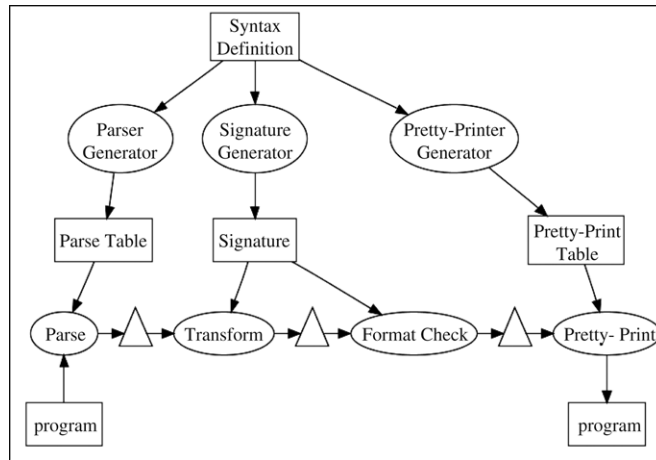 Syntax
Definition
Parser
Generator
Signature
Generator
Pretty-Printer
Generator
Parse Table
Signature
Pretty-Print
Table
Parse
Transform
Format Check
Pretty- Print
program
program